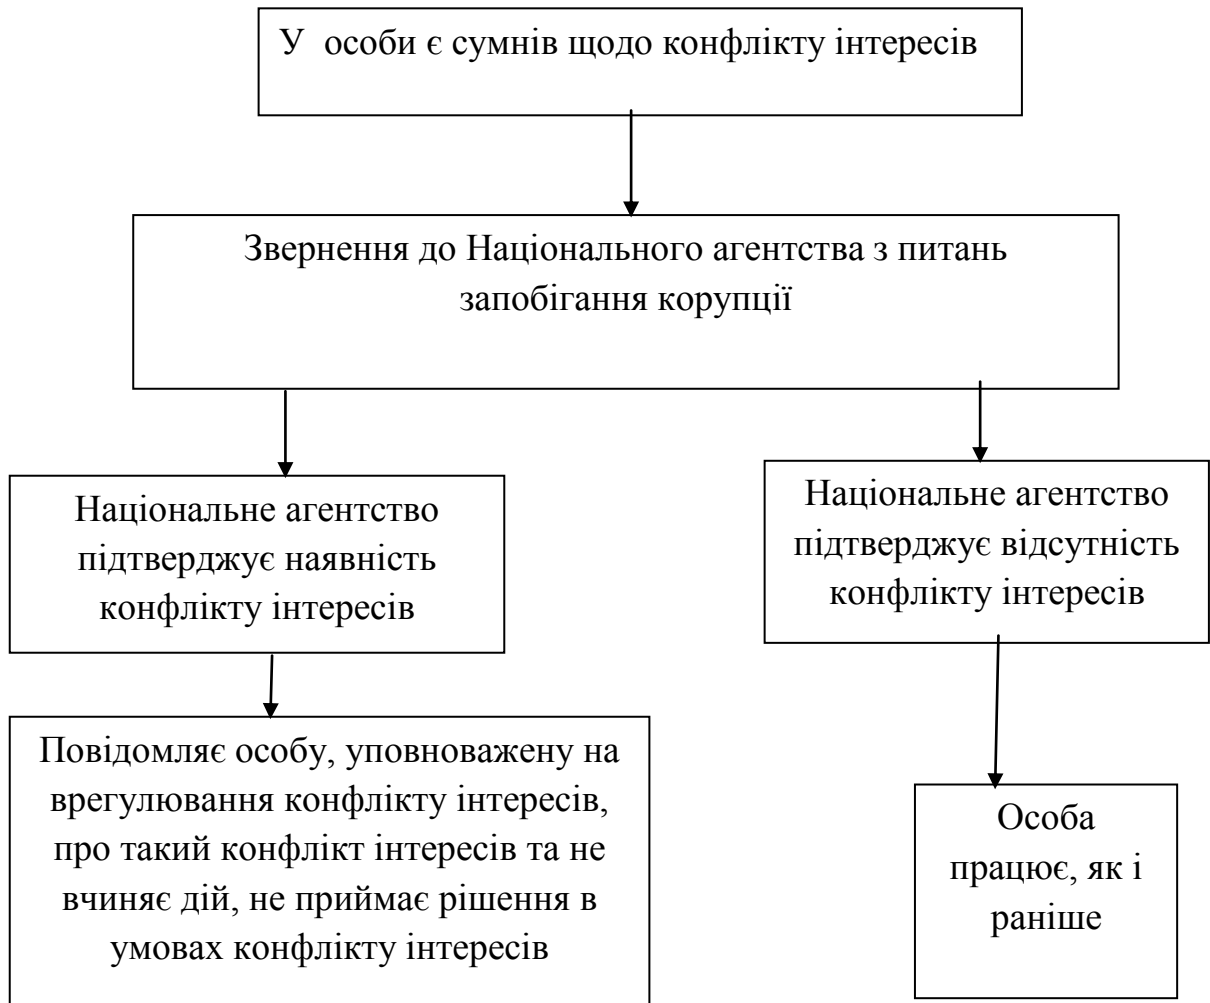 У особи є сумнів щодо конфлікту інтересів
Звернення до Національного агентства з питань
запобігання корупції
Національне агентство
підтверджує наявність
конфлікту інтересів
Національне агентство
підтверджує відсутність
конфлікту інтересів
Повідомляє особу, уповноважену на
врегулювання конфлікту інтересів,
про такий конфлікт інтересів та не
вчиняє дій, не приймає рішення в
умовах конфлікту інтересів
Особа
працює, як і
раніше